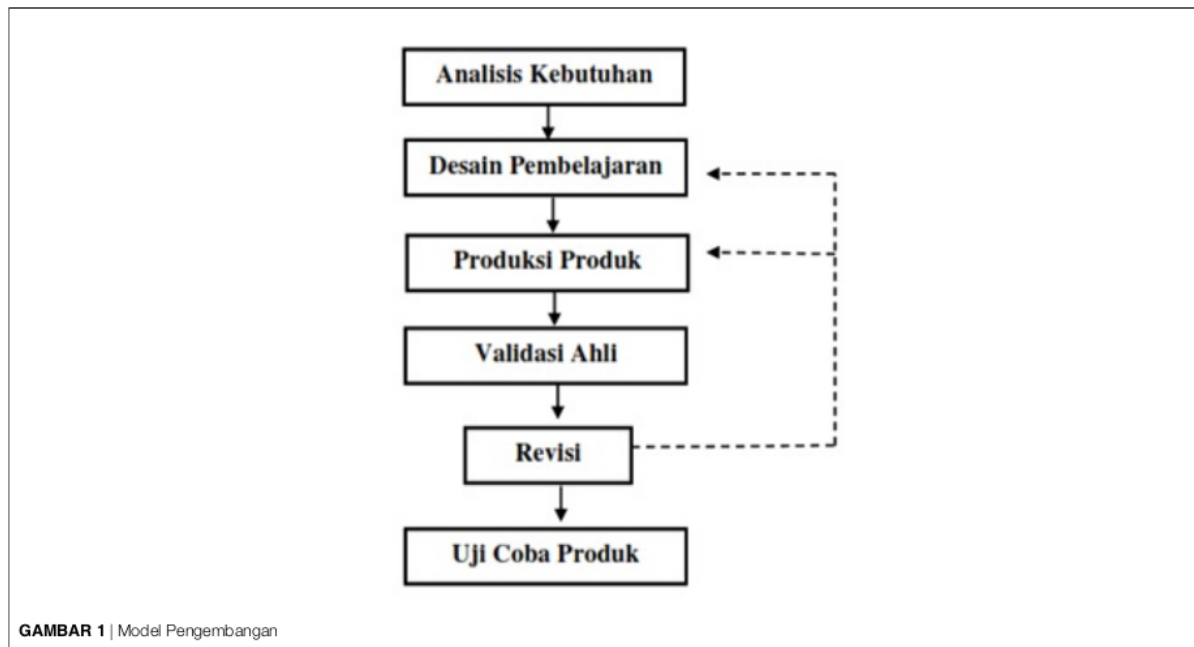 Analisis Kebutuhan
Desain Pembelajaran
Produksi Produk
Validasi Ahli
Revisi
Uji Coba Produk
GAMBAR 1 | Model Pengembangan